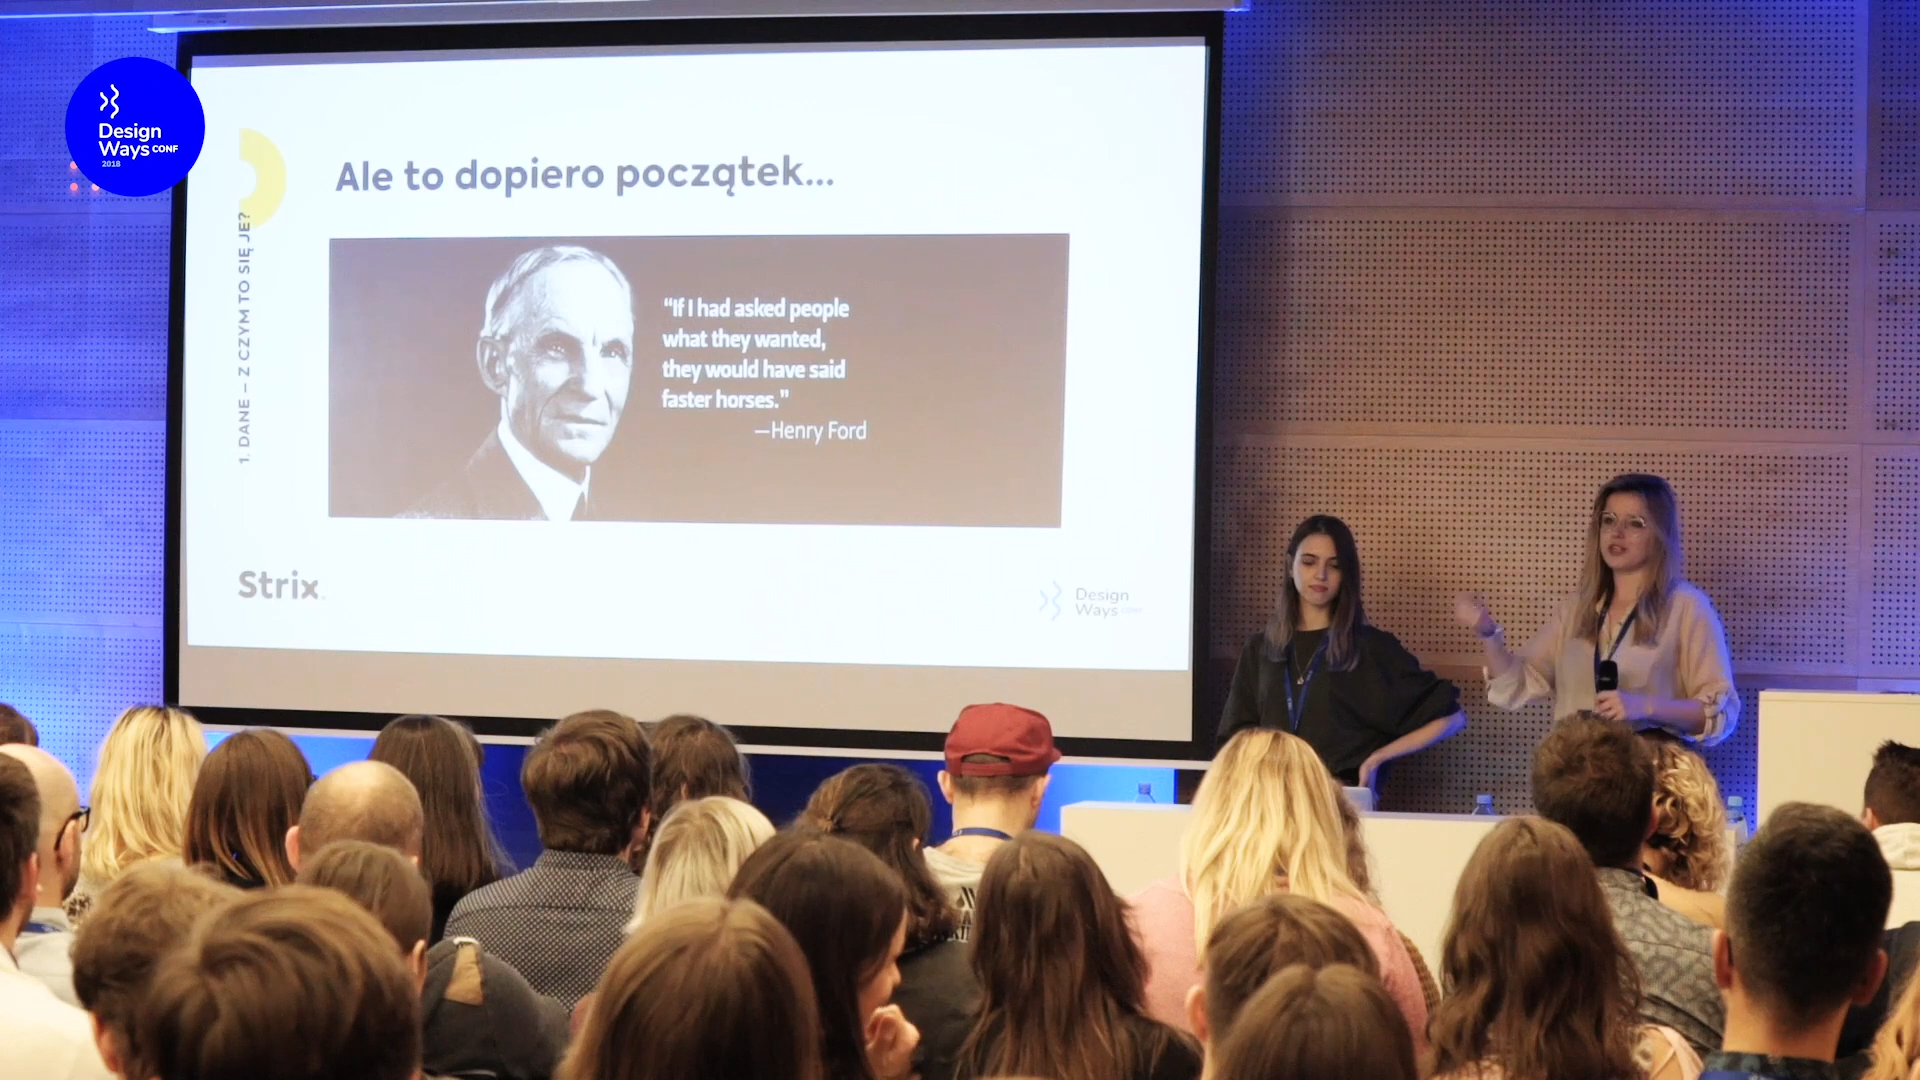 Design
Ways CONF
2018
Ale to dopiero początek...
1. DANE – Z CZYM TO SIĘ JE?
“If I had asked people
what they wanted,
they would have said
faster horses.”
—Henry Ford
Strix
Design
Ways CONF